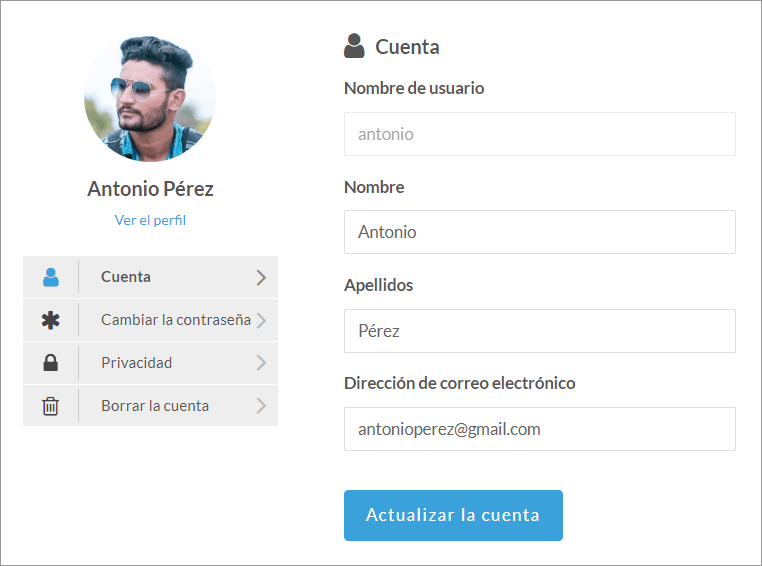 Antonio Pérez
Ver el perfil
Cuenta
Cambiar la contraseña
Privacidad
Borrar la cuenta
Cuenta
Nombre de usuario
antonio
Nombre
Antonio
Apellidos
Pérez
Dirección de correo electrónico
antonioperez@gmail.com
Actualizar la cuenta